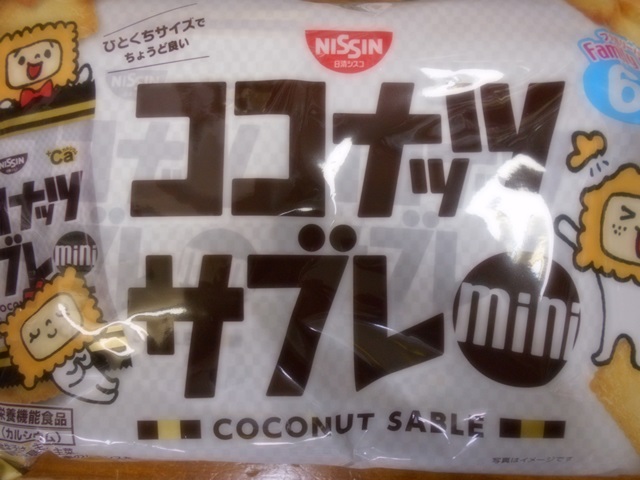 ひとくちサイズで
ちょうど良い
NISSIN
日清シスコ
ココナッツ
サブレ
mini
COCONUT SABLE
Family
6
Ca
NISSIN
ナッツ
ブレ
mini
栄養機能食品
(カルシウム)
写真はイメージです